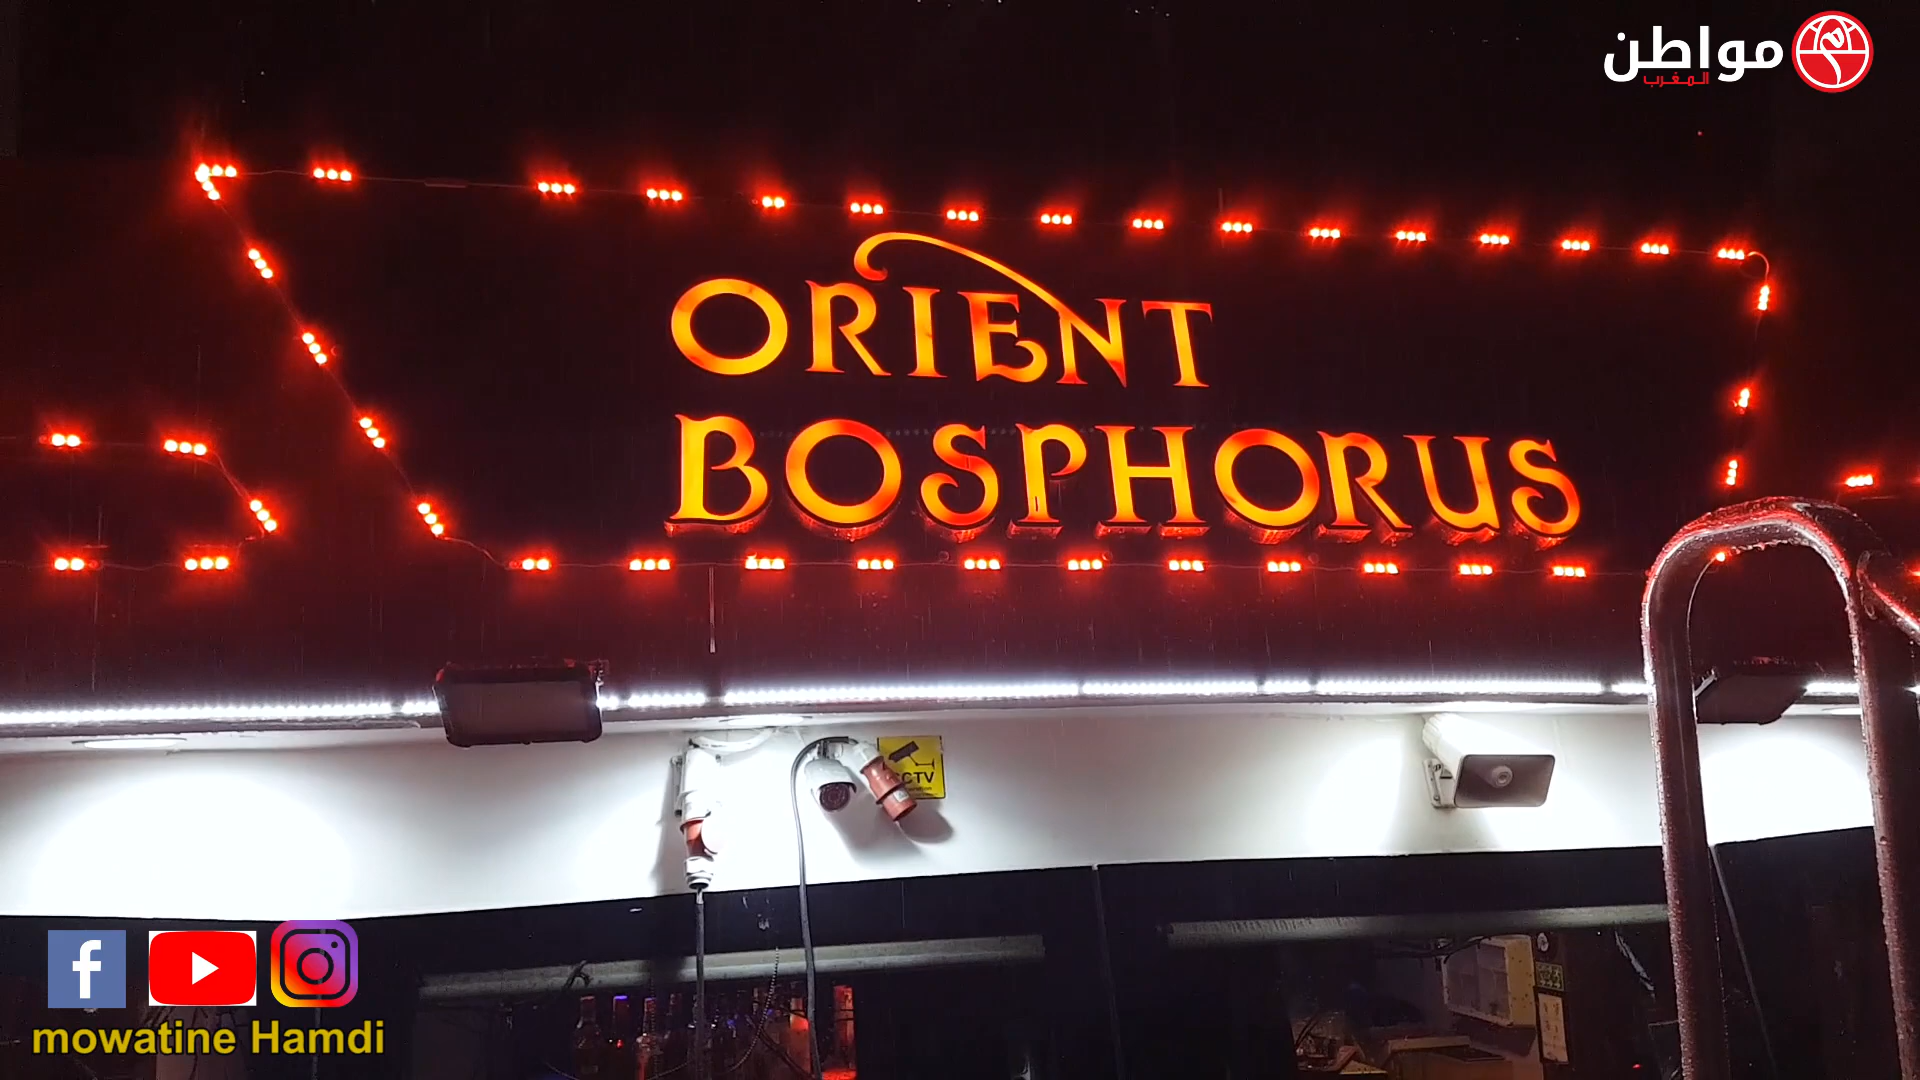 مواطن
المغرب
ORIENT
BOSPHORUS
CCTV
mowatine Hamdi